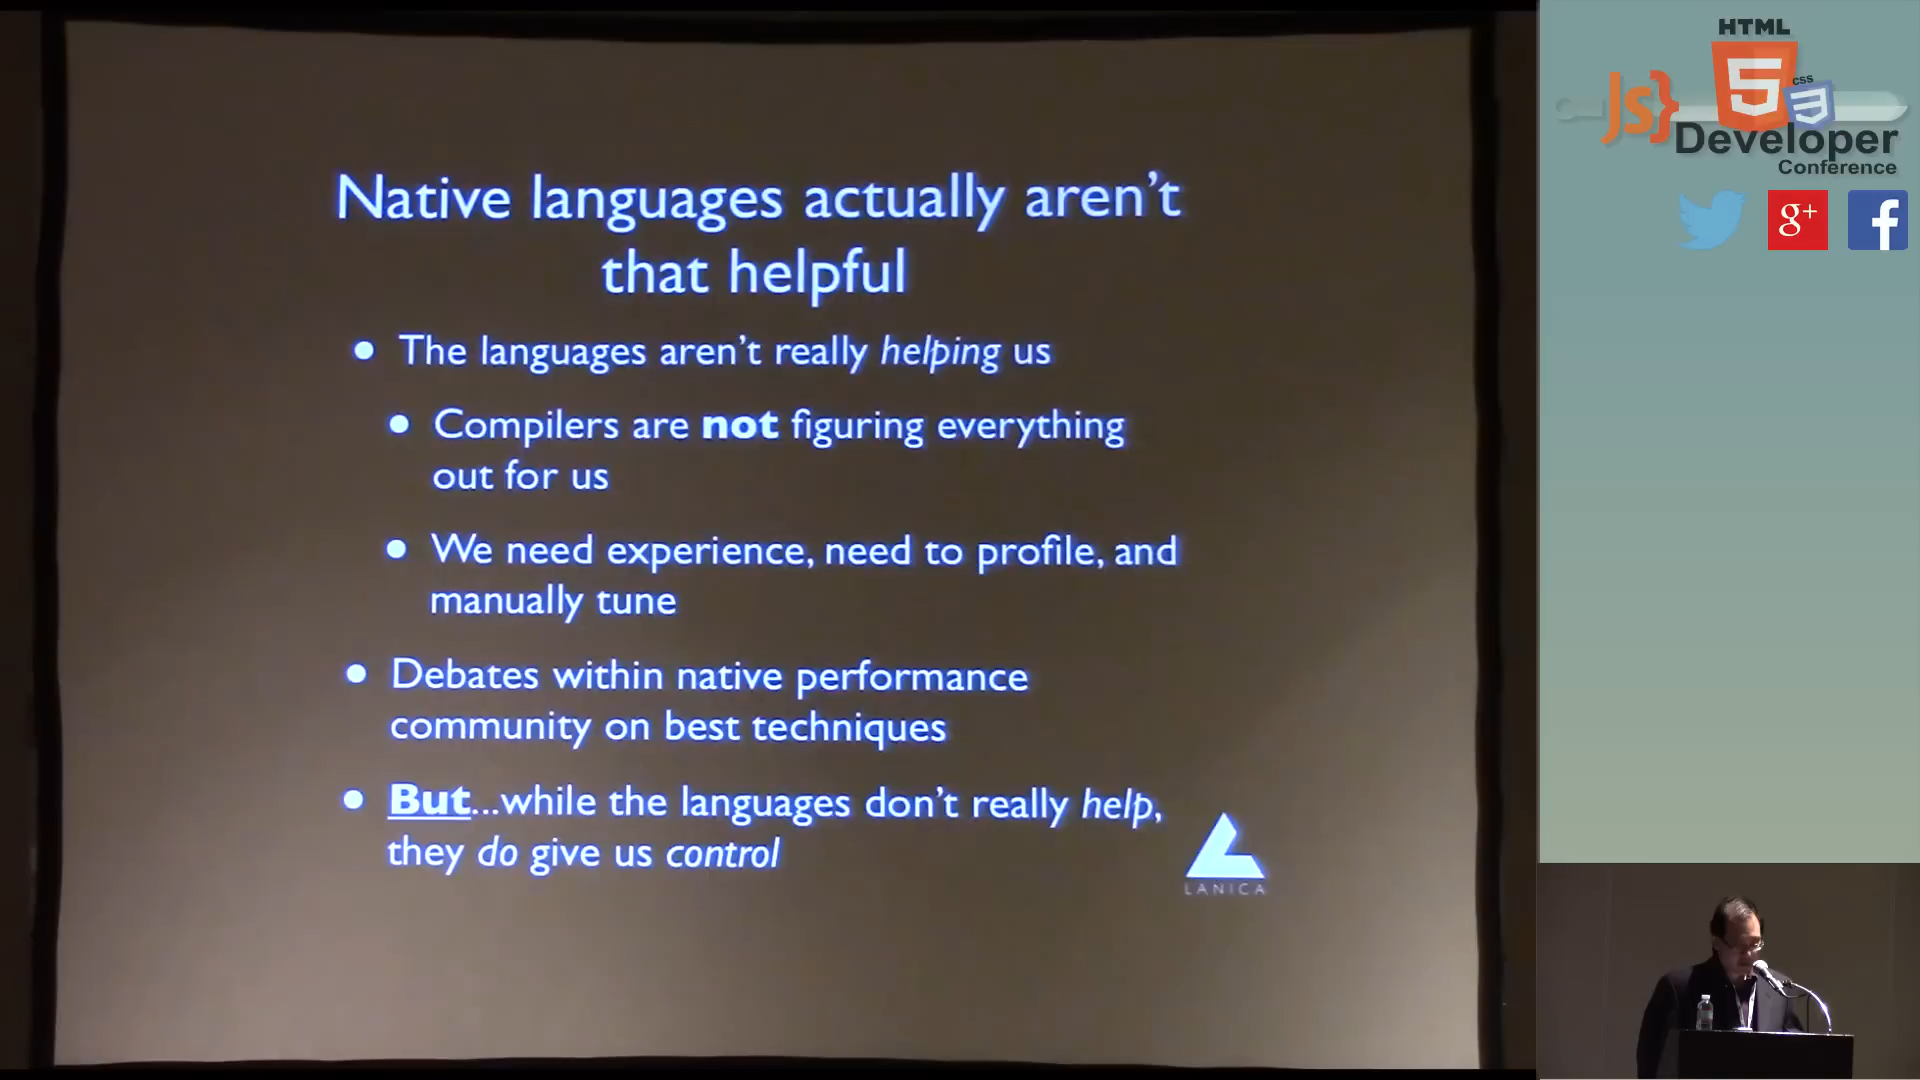 Native languages actually aren't
that helpful
• The languages aren't really helping us
• Compilers are not figuring everything
out for us
• We need experience, need to profile, and
manually tune
• Debates within native performance
community on best techniques
• But...while the languages don't really help,
they do give us control
LANICA
HTML
5
JS}
CSS
3
Developer
Conference
g+
f